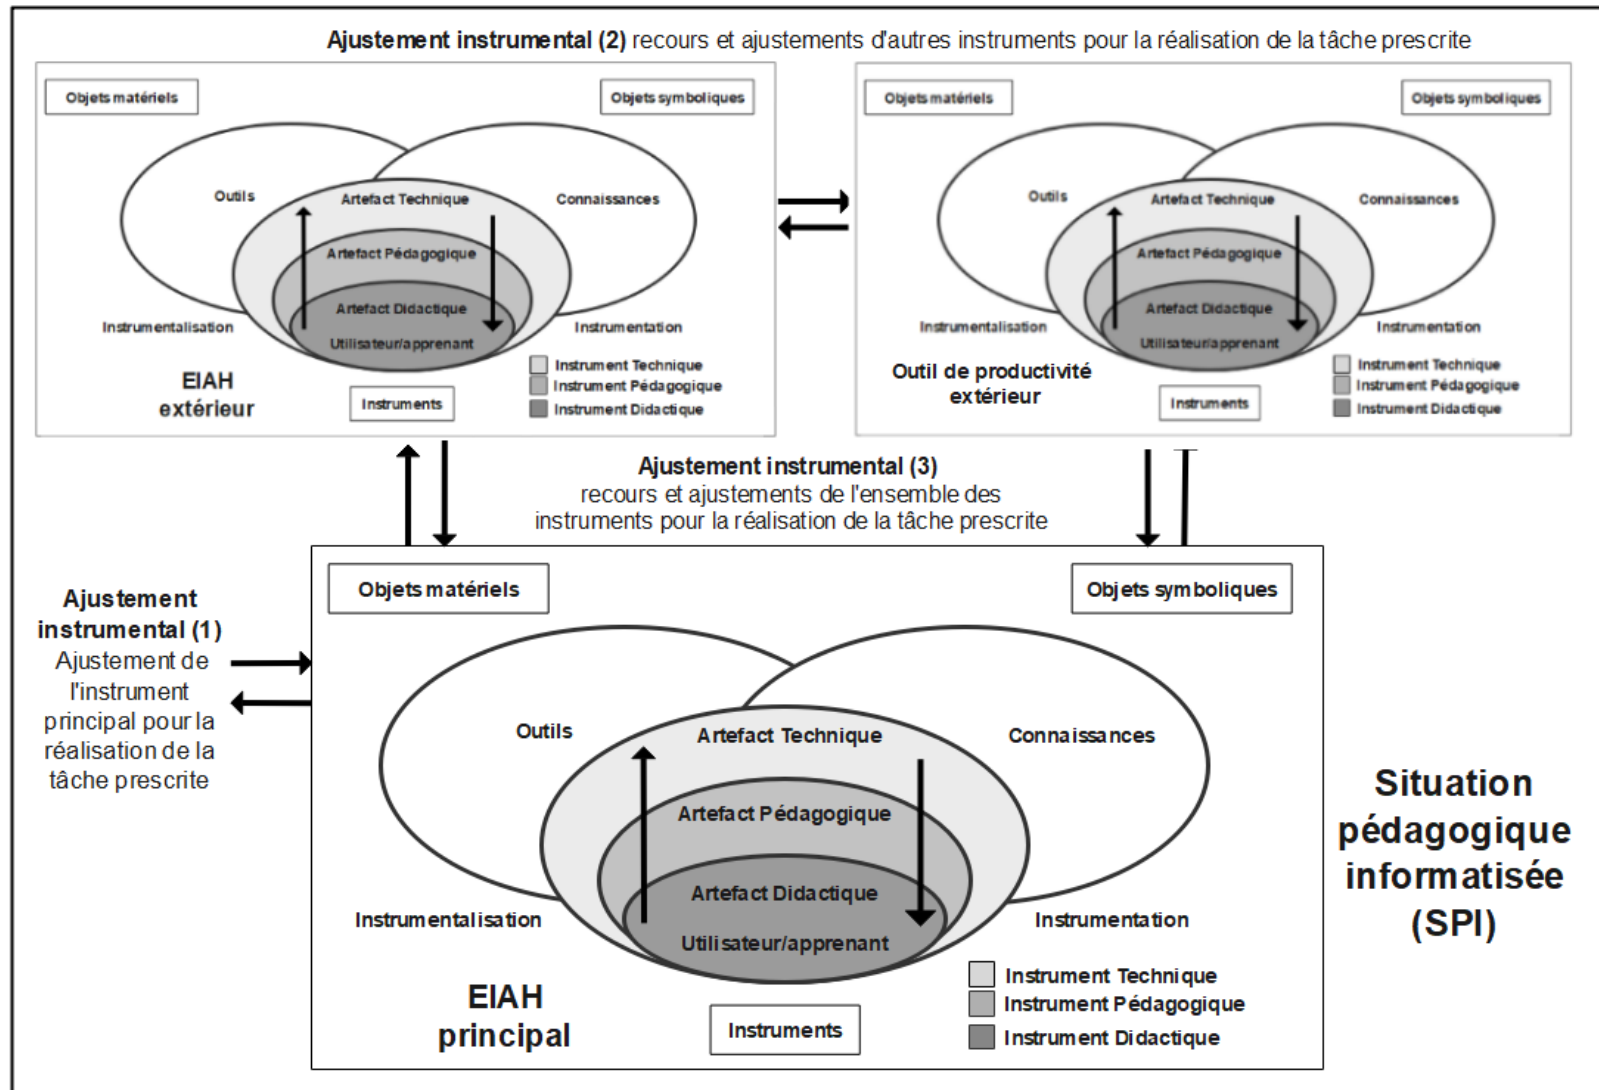 Ajustement instrumental (2) recours et ajustements d'autres instruments pour la réalisation de la tâche prescrite
Objets matériels
Objets symboliques
Outils
Artefact Technique
Connaissances
Artefact Pédagogique
Artefact Didactique
Instrumentalisation
Utilisateur/apprenant
Instrumentation
EIAH
extérieur
Instruments
Instrument Technique
Instrument Pédagogique
Instrument Didactique
Objets matériels
Objets symboliques
Outils
Artefact Technique
Connaissances
Artefact Pédagogique
Artefact Didactique
Instrumentalisation
Utilisateur/apprenant
Instrumentation
Outil de productivité
extérieur
Instruments
Instrument Technique
Instrument Pédagogique
Instrument Didactique
Ajustement instrumental (3)
recours et ajustements de l'ensemble des
instruments pour la réalisation de la tâche prescrite
Ajustement
instrumental (1)
Ajustement de
l'instrument
principal pour la
réalisation de la
tâche prescrite
Objets matériels
Objets symboliques
Outils
Artefact Technique
Connaissances
Artefact Pédagogique
Artefact Didactique
Instrumentalisation
Utilisateur/apprenant
Instrumentation
EIAH
principal
Instruments
Instrument Technique
Instrument Pédagogique
Instrument Didactique
Situation
pédagogique
informatisée
(SPI)